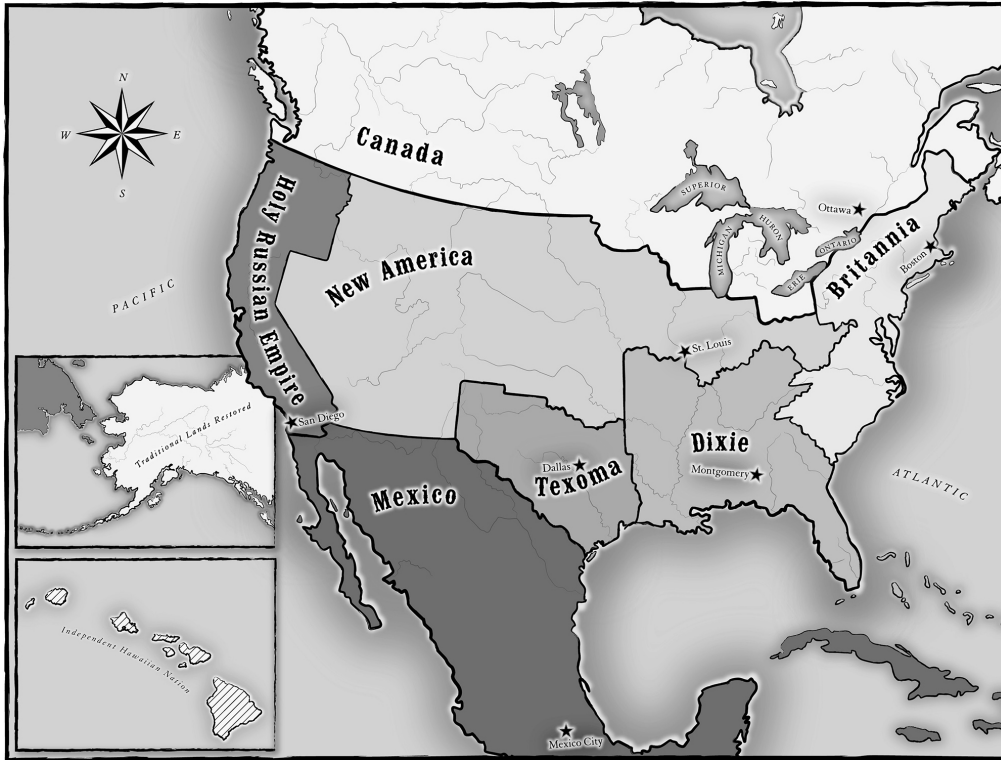 N
W
E
S
Canada
SUPERIOR
MICHIGAN
HURON
ONTARIO
ERIE
Ottawa
Britannia
Boston
Holy Russian Empire
New America
PACIFIC
St. Louis
San Diego
Traditional Lands Restored
Dixie
Montgomery
Dallas
Texoma
Mexico
ATLANTIC
Independent Hawaiian Nation
Mexico City